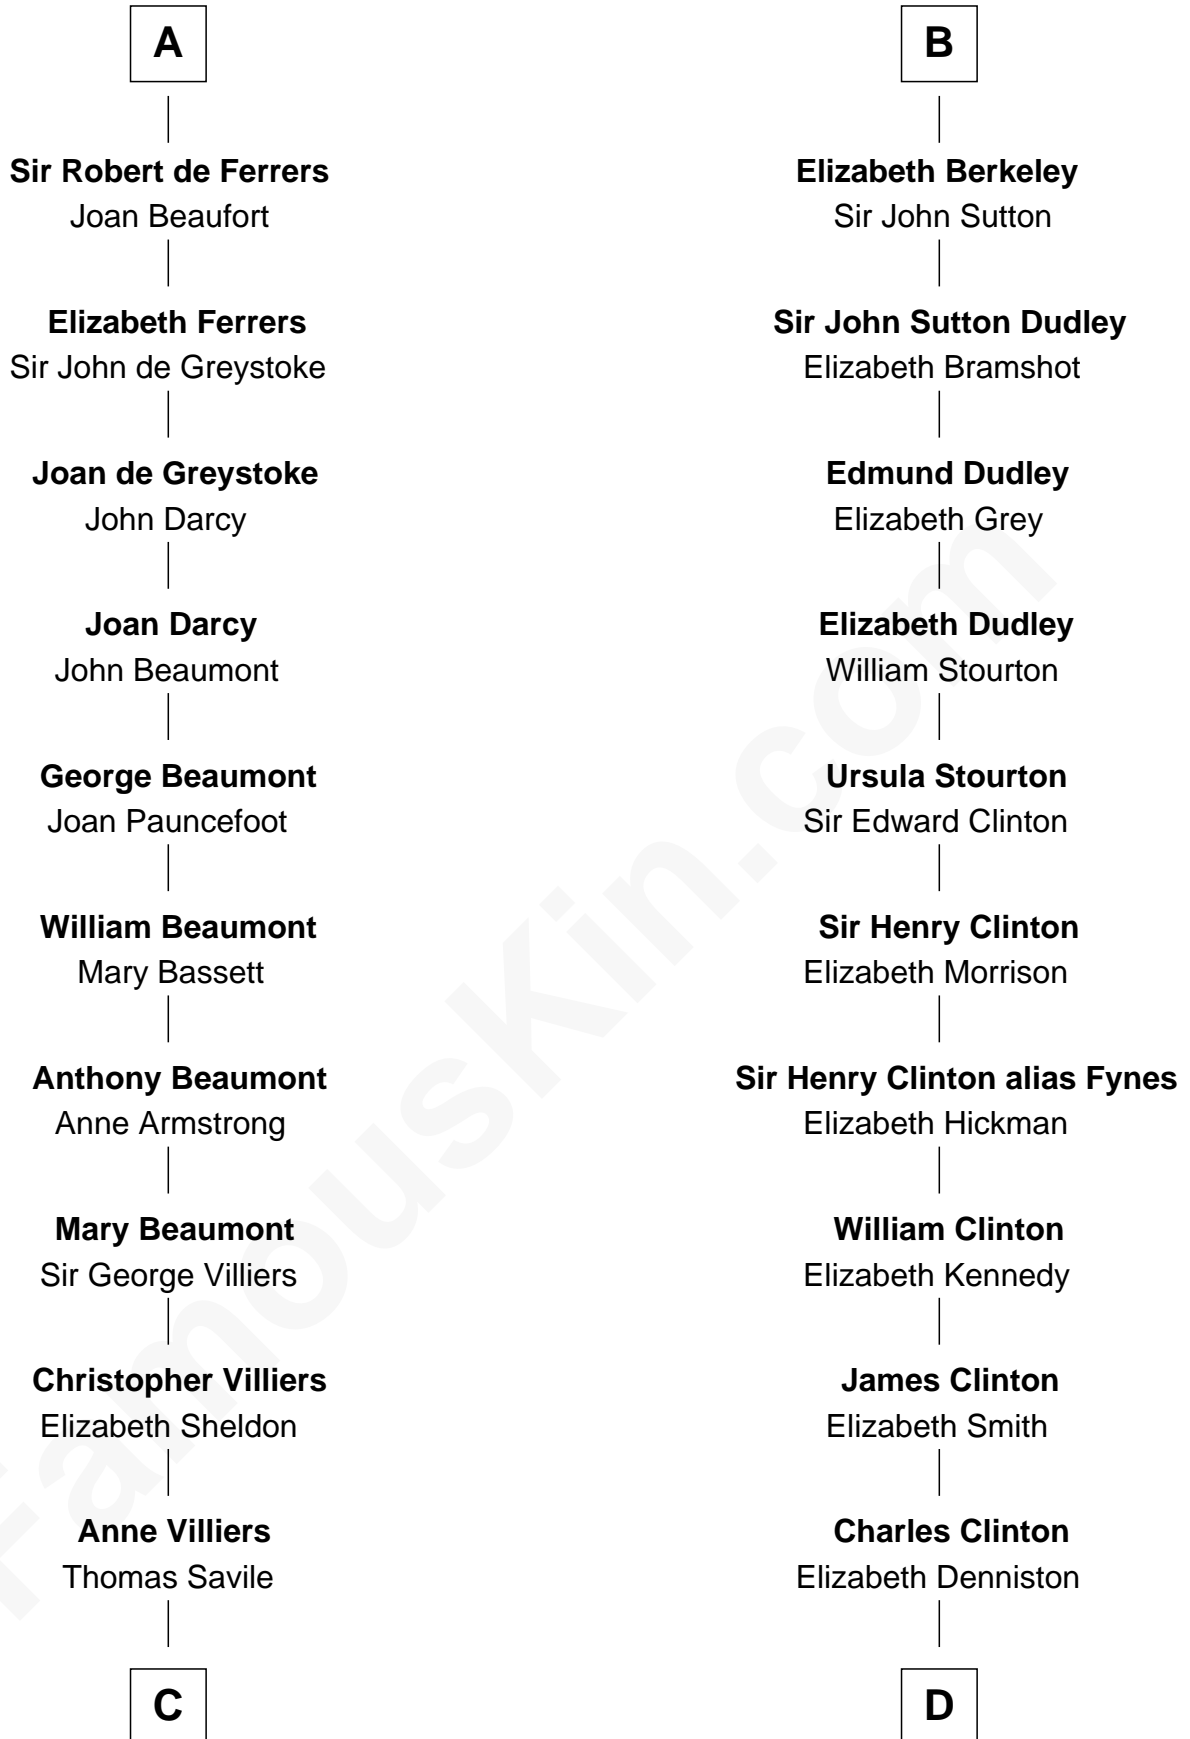 A
Sir Robert de Ferrers
Joan Beaufort
Elizabeth Ferrers
Sir John de Greystoke
Joan de Greystoke
John Darcy
Joan Darcy
John Beaumont
George Beaumont
Joan Pauncefoot
William Beaumont
Mary Bassett
Anthony Beaumont
Anne Armstrong
Mary Beaumont
Sir George Villiers
Christopher Villiers
Elizabeth Sheldon
Anne Villiers
Thomas Savile
C
B
Elizabeth Berkeley
Sir John Sutton
Sir John Sutton Dudley
Elizabeth Bramshot
Edmund Dudley
Elizabeth Grey
Elizabeth Dudley
William Stourton
Ursula Stourton
Sir Edward Clinton
Sir Henry Clinton
Elizabeth Morrison
Sir Henry Clinton alias Fynes
Elizabeth Hickman
William Clinton
Elizabeth Kennedy
James Clinton
Elizabeth Smith
Charles Clinton
Elizabeth Denniston
D
FamousKin.com